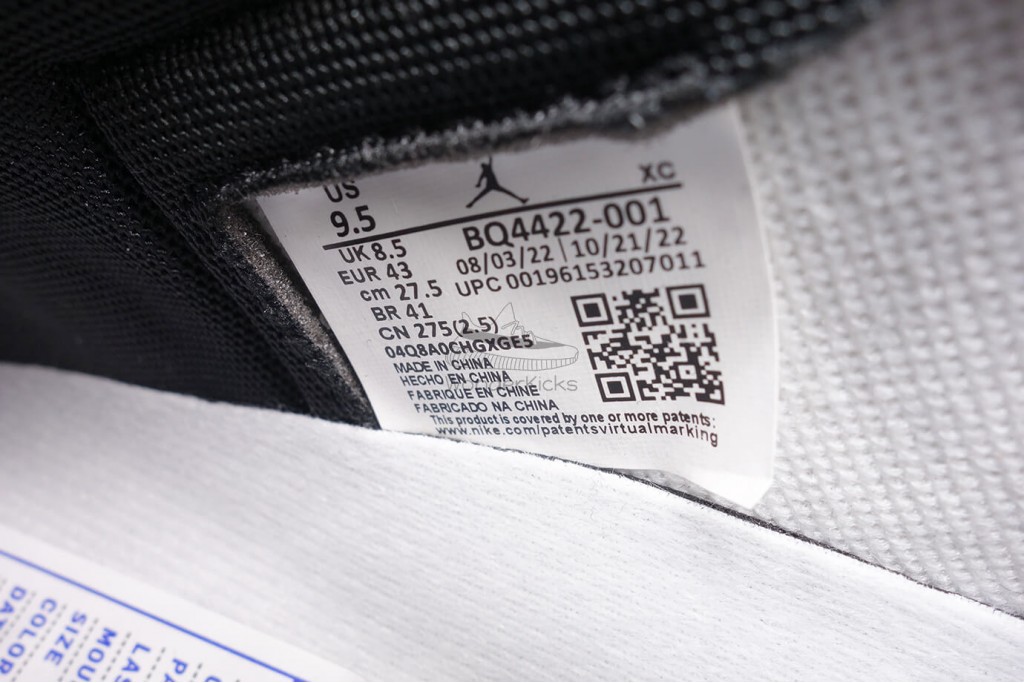 US
9.5
XC
UK 8.5
EUR 43
cm 27.5
BR 41
CN 275(2.5)
BQ4422-001
08/03/22 | 10/21/22
UPC 00196153207011
04Q8A0CHGXGE5
MADE IN CHINA
HECHO EN CHINA
FABRIQUE EN CHINE
FABRICADO NA CHINA
This product is covered by one or more patents:
www.nike.com/patentsvirtualmarking
SIZE
COLOR